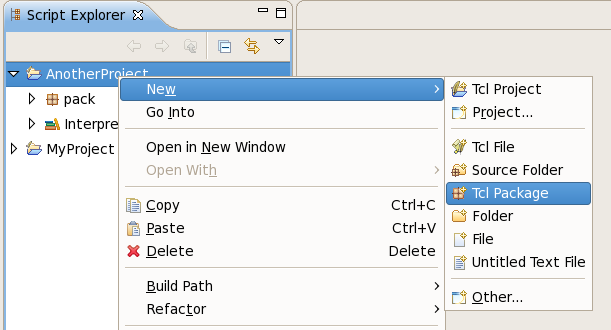 Script Explorer
AnotherProject
pack
Interpre
MyProject
New
Go Into
Open in New Window
Open With
Copy Ctrl+C
Paste Ctrl+V
Delete Delete
Build Path
Refactor
Tcl Project
Project...
Tcl File
Source Folder
Tcl Package
Folder
File
Untitled Text File
Other...